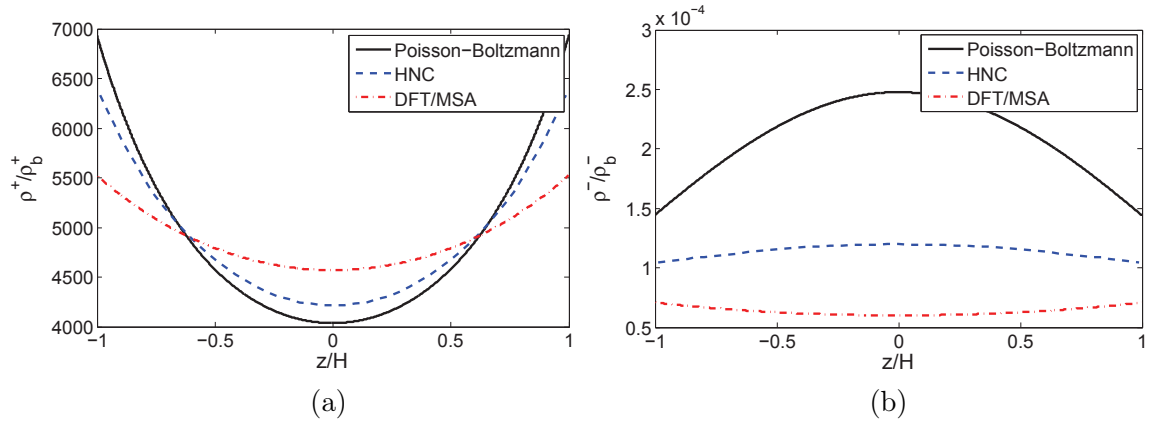 7000
6500
6000
5500
5000
4500
4000
ρ⁺/ρ_b⁺
−1
−0.5
0
0.5
1
z/H
Poisson−Boltzmann
HNC
DFT/MSA
(a)
3 x 10⁻⁴
2.5
2
1.5
1
0.5
ρ⁻/ρ_b⁻
−1
−0.5
0
0.5
1
z/H
Poisson−Boltzmann
HNC
DFT/MSA
(b)